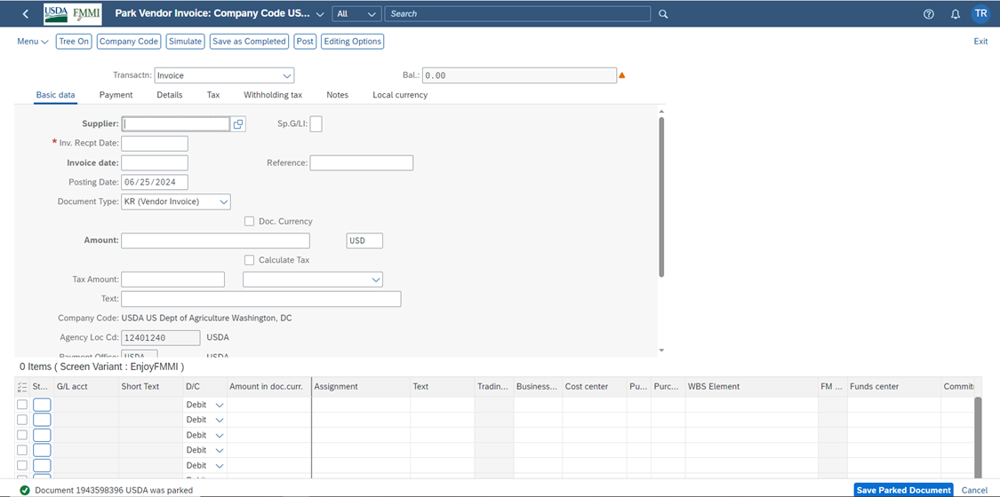 USDA FMMI Park Vendor Invoice: Company Code US... All Search TR
Menu Tree On Company Code Simulate Save as Completed Post Editing Options Exit
Transactn: Invoice Bal.: 0.00
Basic data Payment Details Tax Withholding tax Notes Local currency
Supplier: Sp.G/LI:
* Inv. Recpt Date:
Invoice date: Reference:
Posting Date: 06/25/2024
Document Type: KR (Vendor Invoice)
Doc. Currency
Amount: USD
Calculate Tax
Tax Amount:
Text:
Company Code: USDA US Dept of Agriculture Washington, DC
Agency Loc Cd: 12401240 USDA
Payment Office: USDA USDA
0 Items ( Screen Variant : EnjoyFMMI )
St... G/L acct Short Text D/C Amount in doc.curr. Assignment Text Tradin... Business... Cost center Pu... Purc... WBS Element FM ... Funds center Commiti
Debit
Debit
Debit
Debit
Debit
Document 1943598396 USDA was parked Save Parked Document Cancel